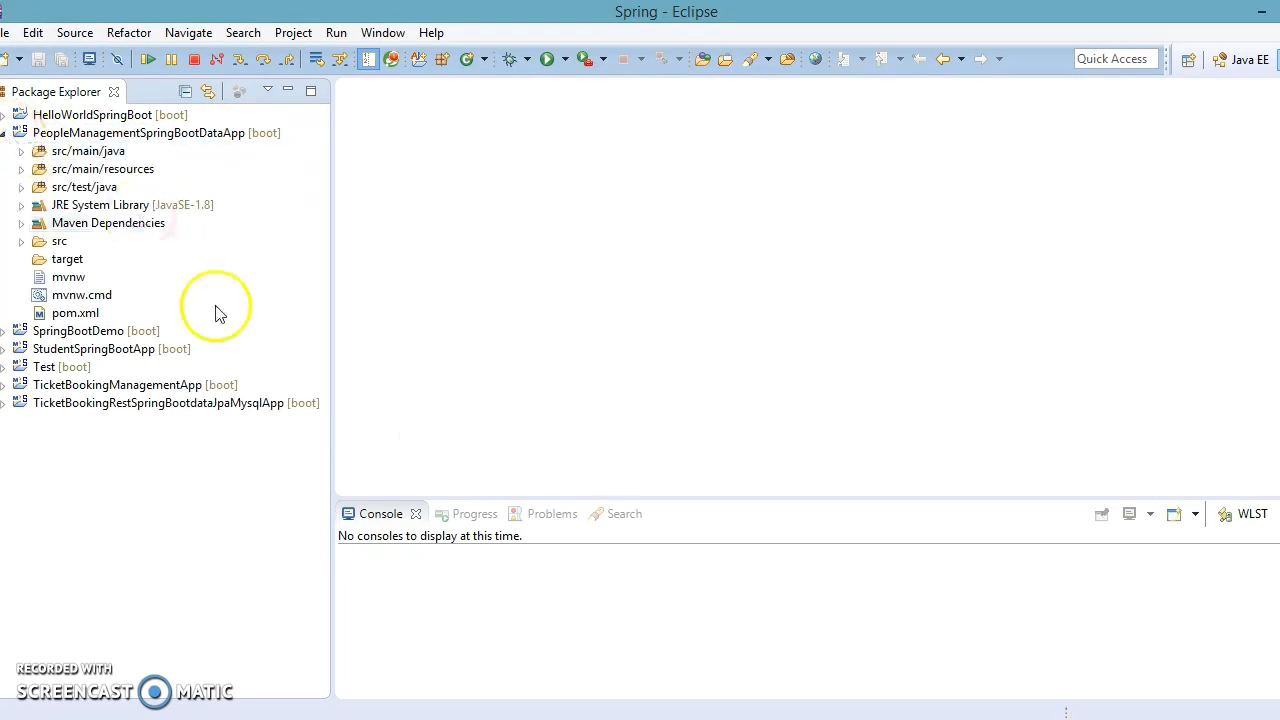 Spring - Eclipse
le Edit Source Refactor Navigate Search Project Run Window Help
Quick Access Java EE
Package Explorer
HelloWorldSpringBoot [boot]
PeopleManagementSpringBootDataApp [boot]
src/main/java
src/main/resources
src/test/java
JRE System Library [JavaSE-1.8]
Maven Dependencies
src
target
mvnw
mvnw.cmd
pom.xml
SpringBootDemo [boot]
StudentSpringBootApp [boot]
Test [boot]
TicketBookingManagementApp [boot]
TicketBookingRestSpringBootdataJpaMysqlApp [boot]
Console Progress Problems Search WLST
No consoles to display at this time.
RECORDED WITH
SCREENCAST MATIC